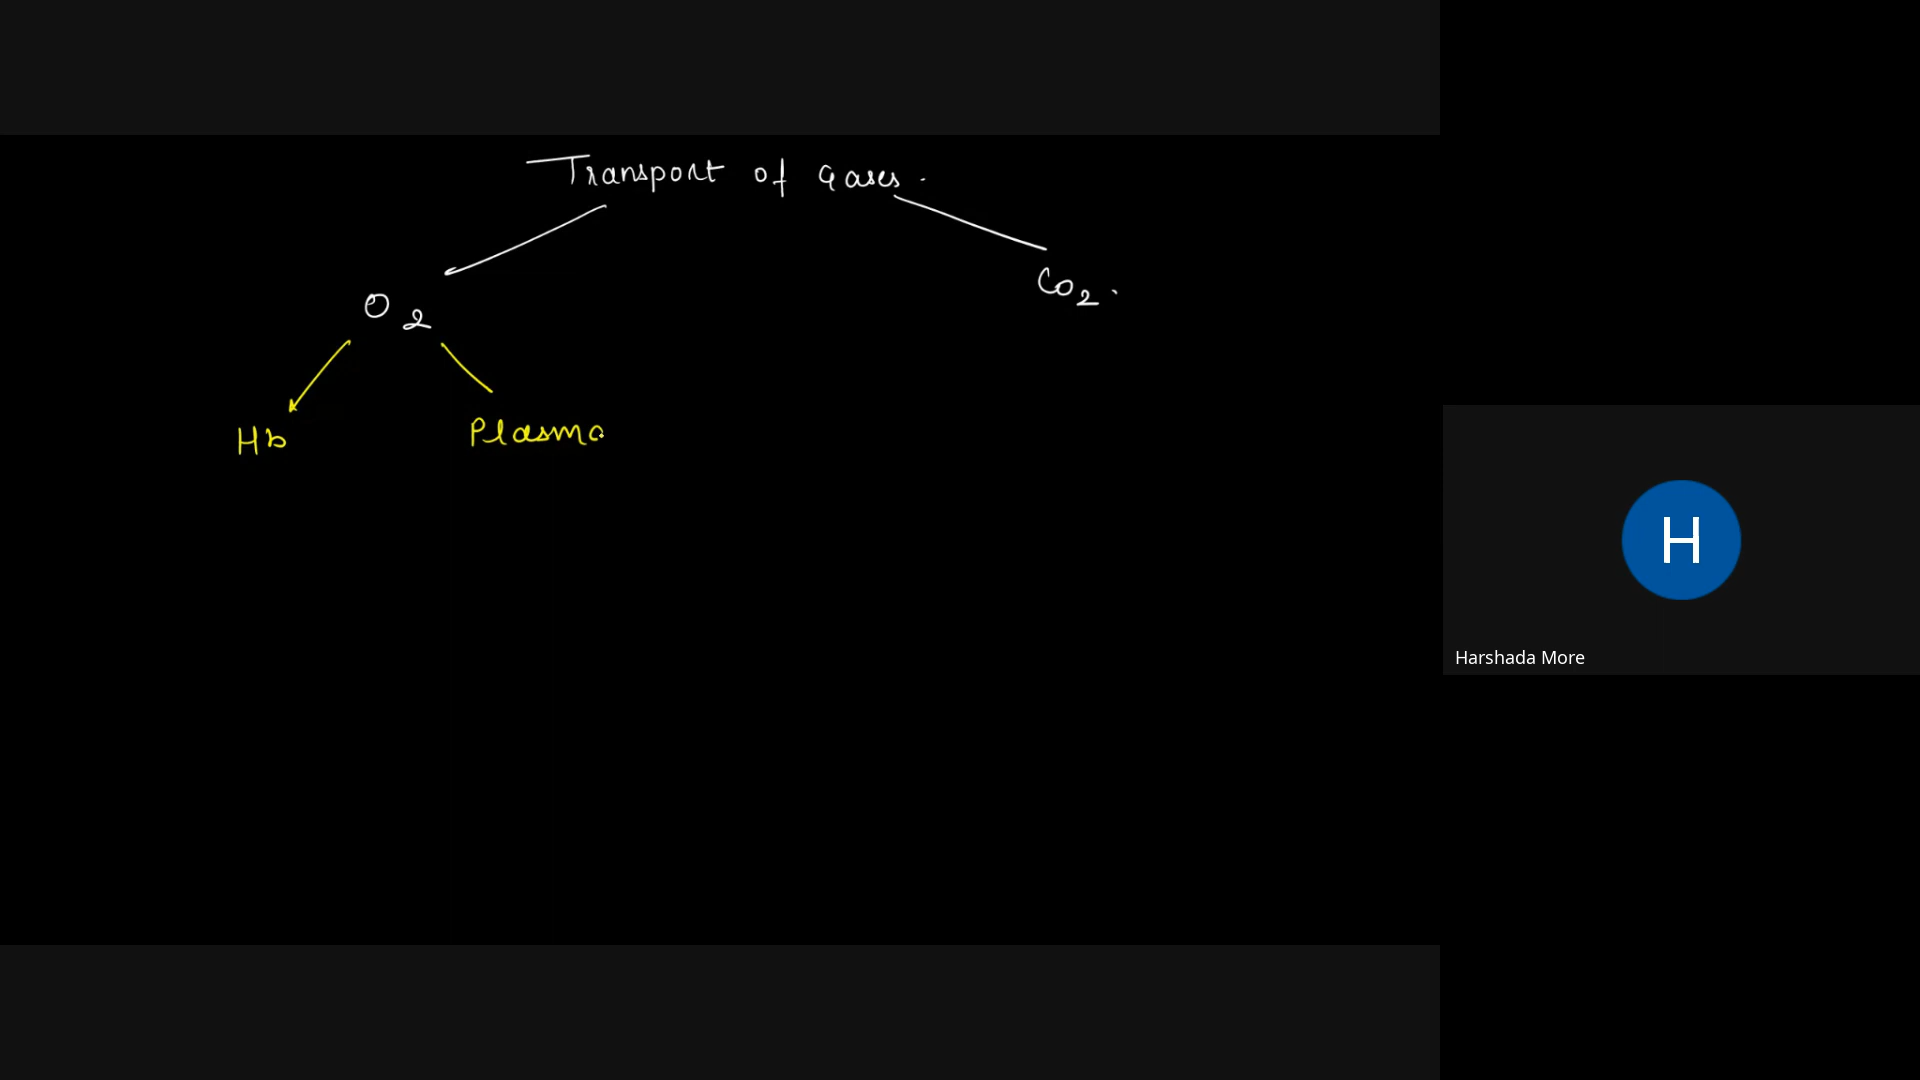 Transport of Gases.
O2
CO2.
Hb
Plasma
H
Harshada More